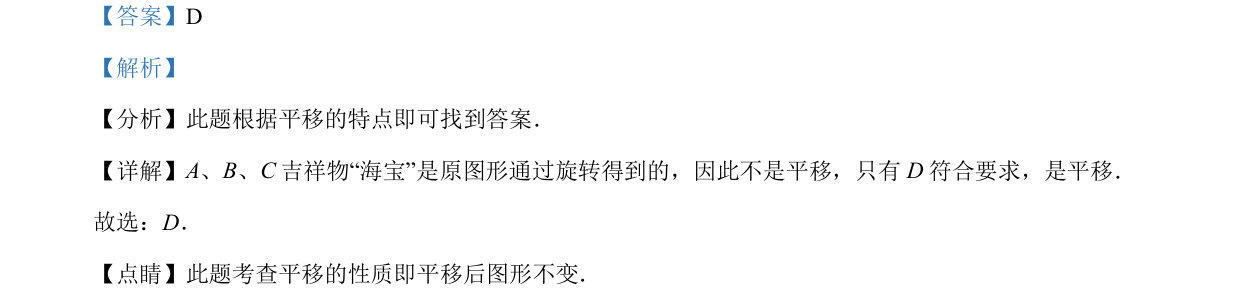 【答案】D
【解析】
【分析】此题根据平移的特点即可找到答案．
【详解】A、B、C 吉祥物“海宝”是原图形通过旋转得到的，因此不是平移，只有 D 符合要求，是平移．
故选：D．
【点睛】此题考查平移的性质即平移后图形不变．